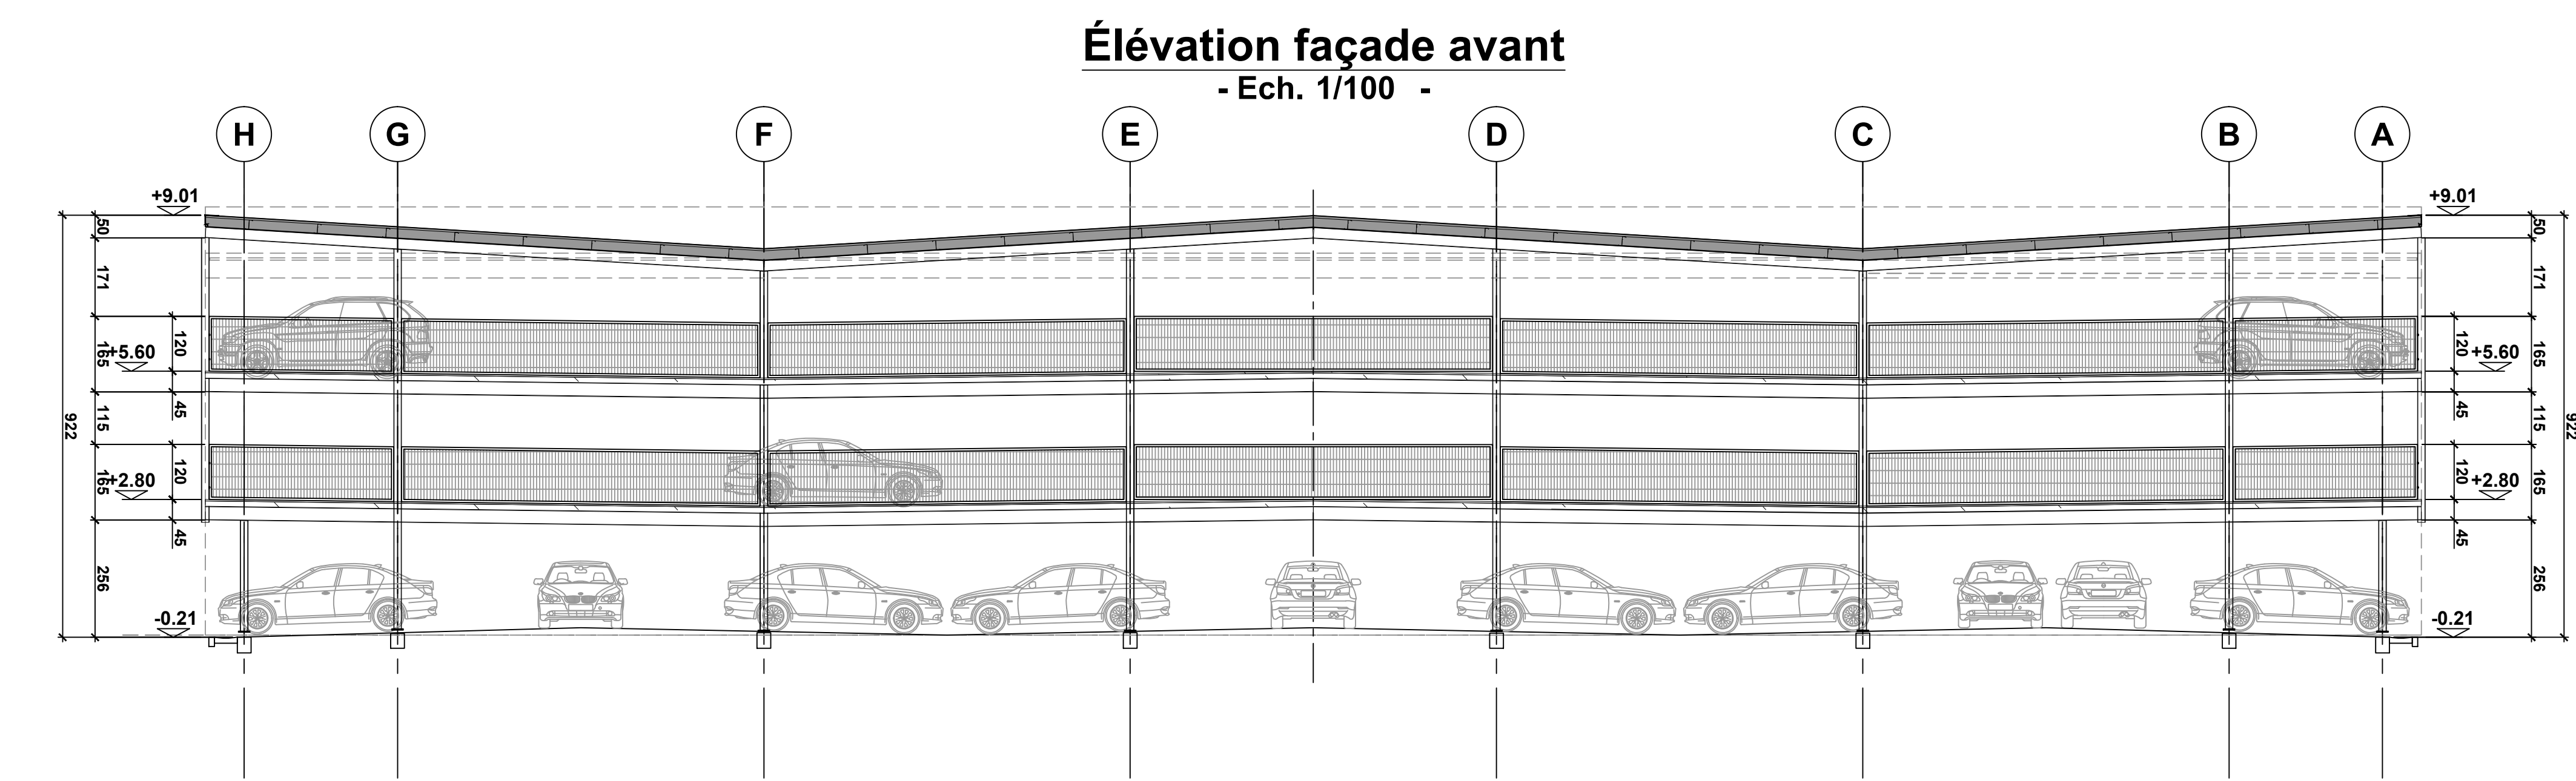 Élévation façade avant
- Ech. 1/100 -
H G F E D C B A
+9.01 +9.01
50 50
171 171
120 165 +5.60 120 +5.60 165
45 115 45 115
922 922
120 165 +2.80 120 +2.80 165
45 45
256 256
-0.21 -0.21